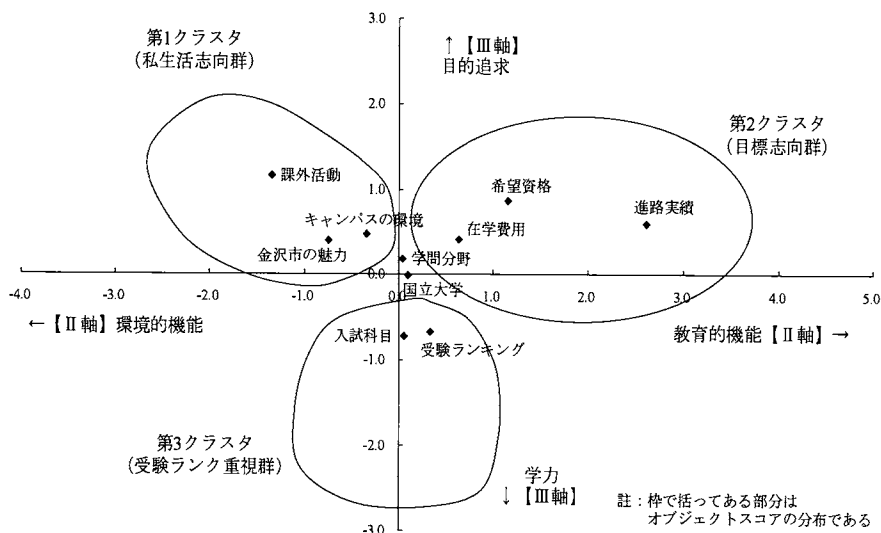 3.0
第1クラスタ
(私生活志向群)
↑【Ⅲ軸】
目的追求
2.0
第2クラスタ
(目標志向群)
課外活動
1.0
希望資格
進路実績
キャンパスの環境
在学費用
金沢市の魅力
学問分野
0.0
国立大学
-4.0 -3.0 -2.0 -1.0 0.0 1.0 2.0 3.0 4.0 5.0
←【Ⅱ軸】環境的機能
教育的機能【Ⅱ軸】→
入試科目
受験ランキング
-1.0
第3クラスタ
(受験ランク重視群)
-2.0
学力
↓【Ⅲ軸】
註：枠で括ってある部分は
オブジェクトスコアの分布である
-3.0